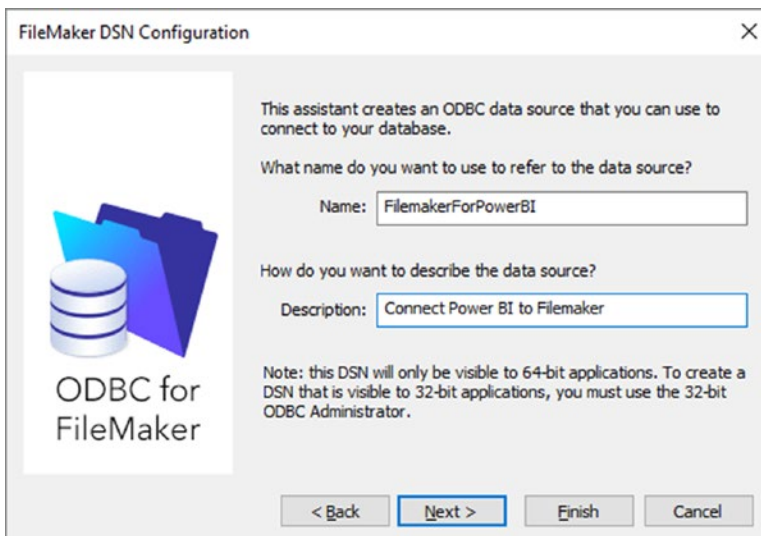 FileMaker DSN Configuration
This assistant creates an ODBC data source that you can use to
connect to your database.
What name do you want to use to refer to the data source?
Name: FilemakerForPowerBI
How do you want to describe the data source?
Description: Connect Power BI to Filemaker
Note: this DSN will only be visible to 64-bit applications. To create a
DSN that is visible to 32-bit applications, you must use the 32-bit
ODBC Administrator.
ODBC for
FileMaker
< Back Next > Finish Cancel